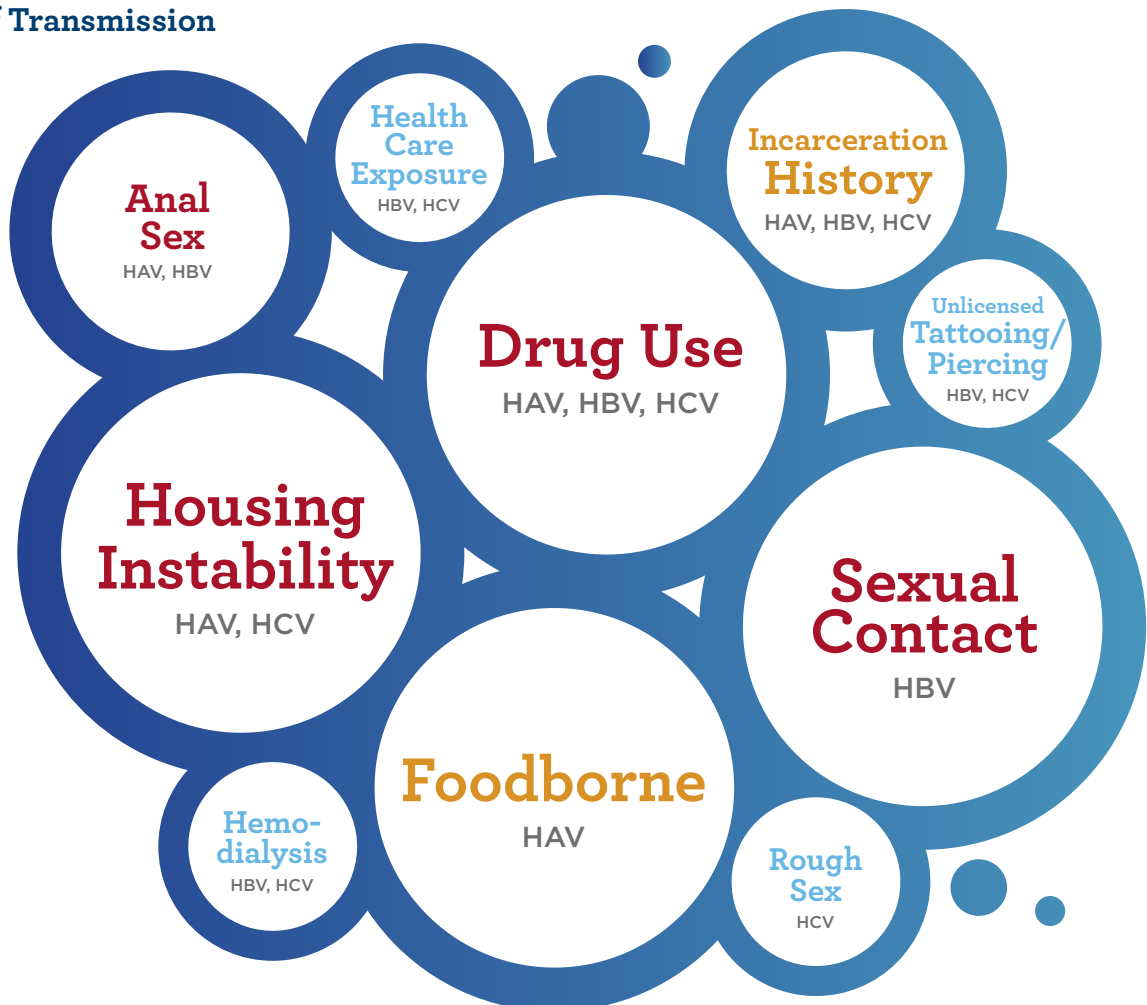 Transmission
Health
Care
Exposure
HBV, HCV
Incarceration
History
HAV, HBV, HCV
Anal
Sex
HAV, HBV
Drug Use
HAV, HBV, HCV
Unlicensed
Tattooing/
Piercing
HBV, HCV
Housing
Instability
HAV, HCV
Sexual
Contact
HBV
Foodborne
HAV
Hemo-
dialysis
HBV, HCV
Rough
Sex
HCV